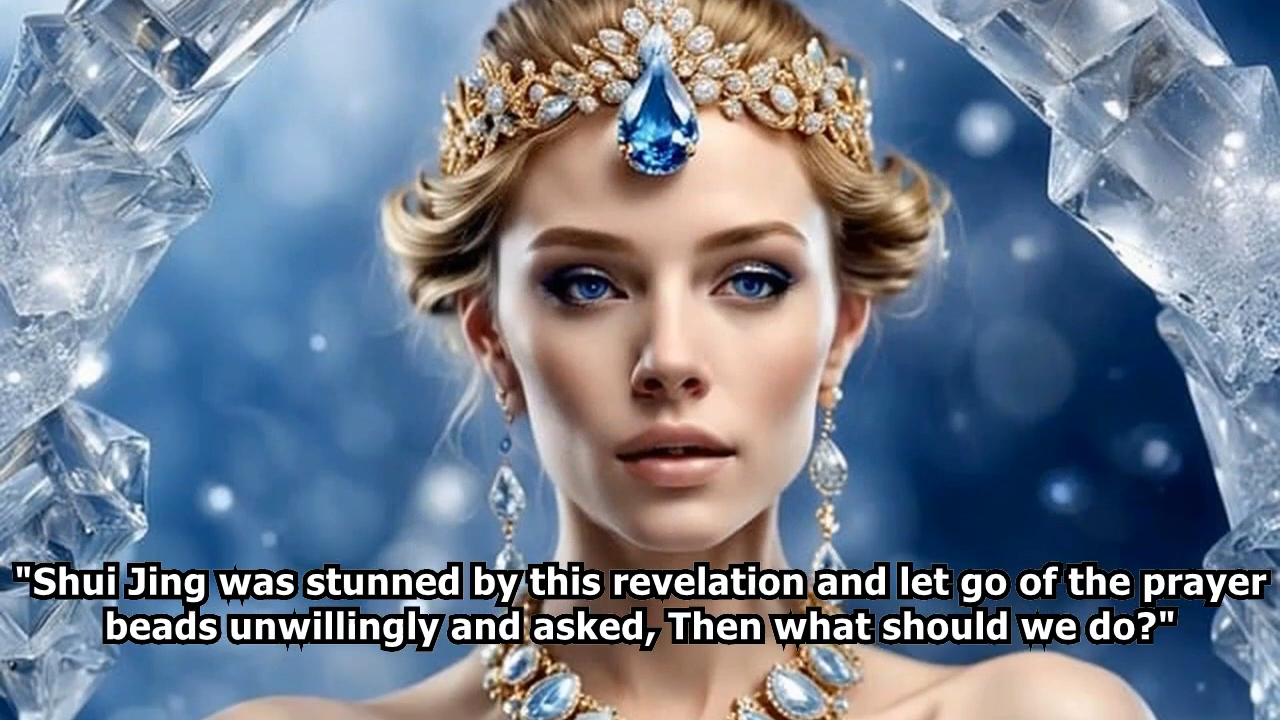 "Shui Jing was stunned by this revelation and let go of the prayer
beads unwillingly and asked, Then what should we do?"